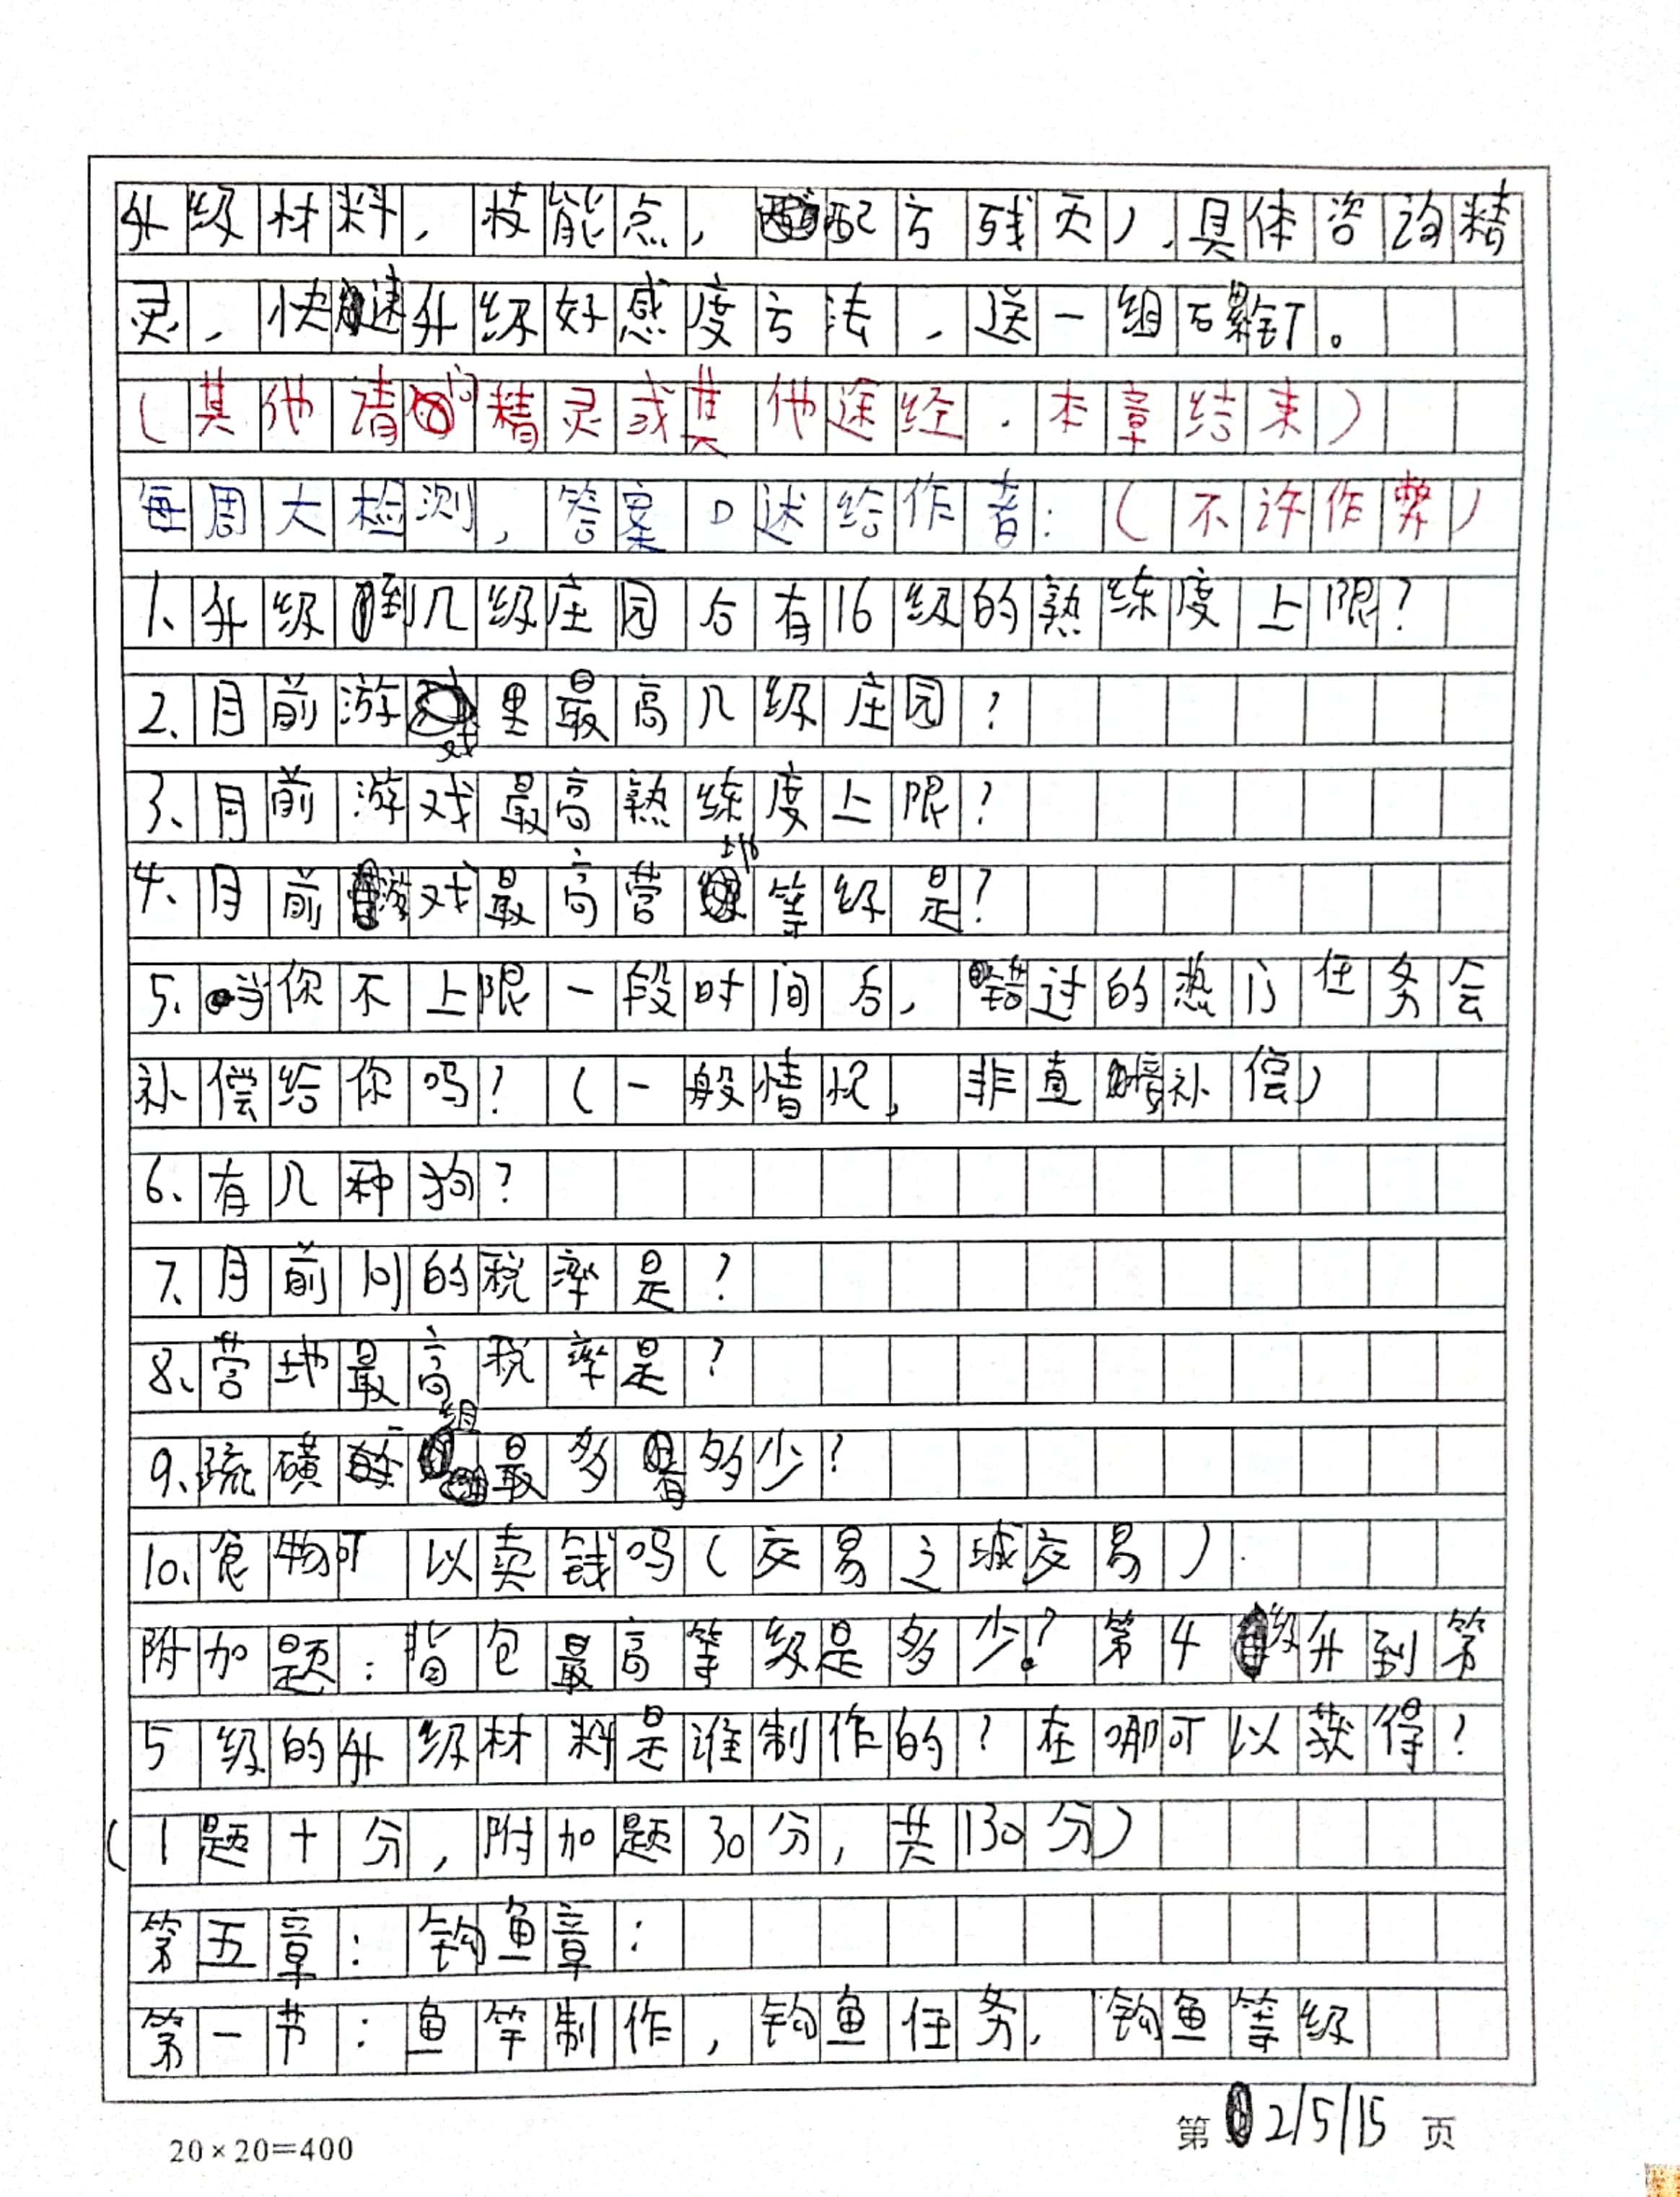 升级材料，技能点，配方残页），具体咨询精
灵，快速升级好感度方法，送一组石累钉。
（其他请问精灵或其他途经.本章结束）
每周大检测，答案口述给作者：（不许作弊）
1、升级到几级庄园后有16级的熟练度上限？
2、目前游戏里最高几级庄园？
3、目前游戏最高熟练度上限？
4、目前游戏最高营地等级是？
5、当你不上限一段时间后，错过的热门任务会
补偿给你吗？（一般情况，非直接补偿）
6、有几种狗？
7、目前问的税率是？
8、营地最高税率是？
9、硫磺一组最多有多少？
10、食物可以卖钱吗（交易之城交易）.
附加题：背包最高等级是多少？第4级升到第
5级的升级材料是谁制作的？在哪可以获得？
（1题十分，附加题30分，共130分）
第五章：钓鱼章：
第一节：鱼竿制作，钓鱼任务，钓鱼等级
20×20=400
第2/5/15页